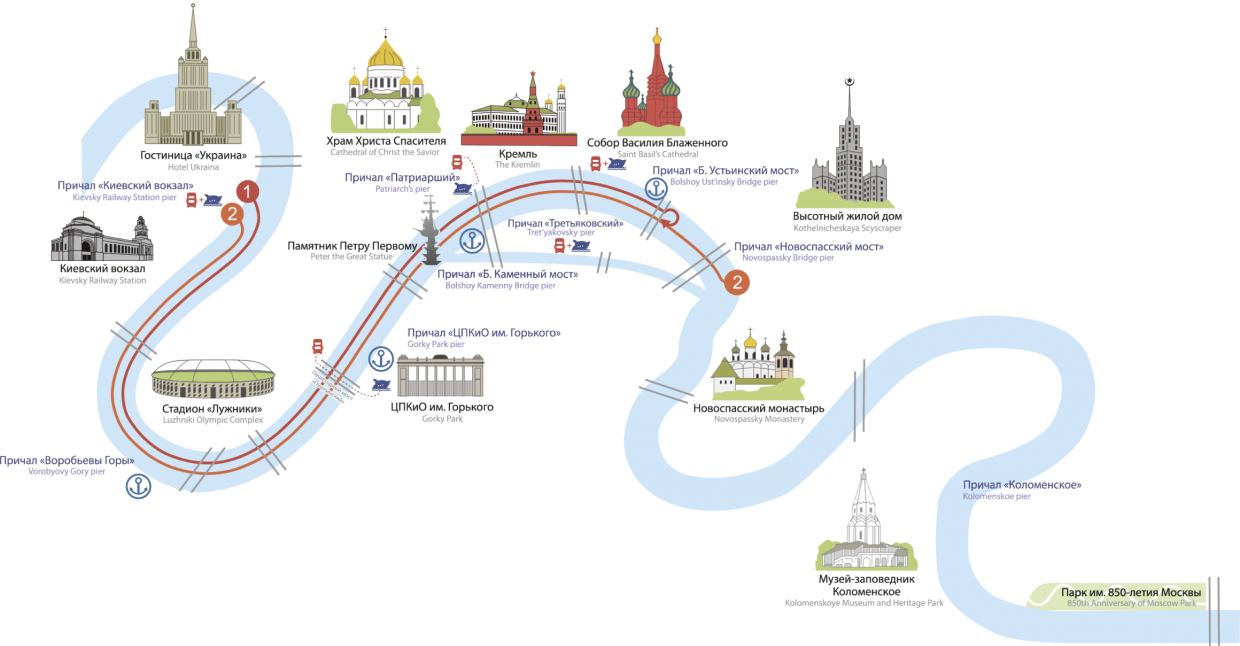 Гостиница «Украина»
Hotel Ukraina
Храм Христа Спасителя
Cathedral of Christ the Savior
Кремль
The Kremlin
Собор Василия Блаженного
Saint Basil's Cathedral
Высотный жилой дом
Kothelnicheskaya Scyscraper
Причал «Киевский вокзал»
Kievsky Railway Station pier
1
2
Киевский вокзал
Kievsky Railway Station
Причал «Патриарший»
Patriarch's pier
Причал «Б. Устьинский мост»
Bolshoy Ust'insky Bridge pier
Причал «Третьяковский»
Tret'yakovsky pier
Памятник Петру Первому
Peter the Great Statue
Причал «Новоспасский мост»
Novospassky Bridge pier
2
Причал «Б. Каменный мост»
Bolshoy Kamenny Bridge pier
Причал «ЦПКиО им. Горького»
Gorky Park pier
ЦПКиО им. Горького
Gorky Park
Стадион «Лужники»
Luzhniki Olympic Complex
Новоспасский монастырь
Novospassky Monastery
Причал «Воробьевы Горы»
Vorobyovy Gory pier
Причал «Коломенское»
Kolomenskoe pier
Музей-заповедник
Коломенское
Kolomenskoye Museum and Heritage Park
Парк им. 850-летия Москвы
850th Anniversary of Moscow Park